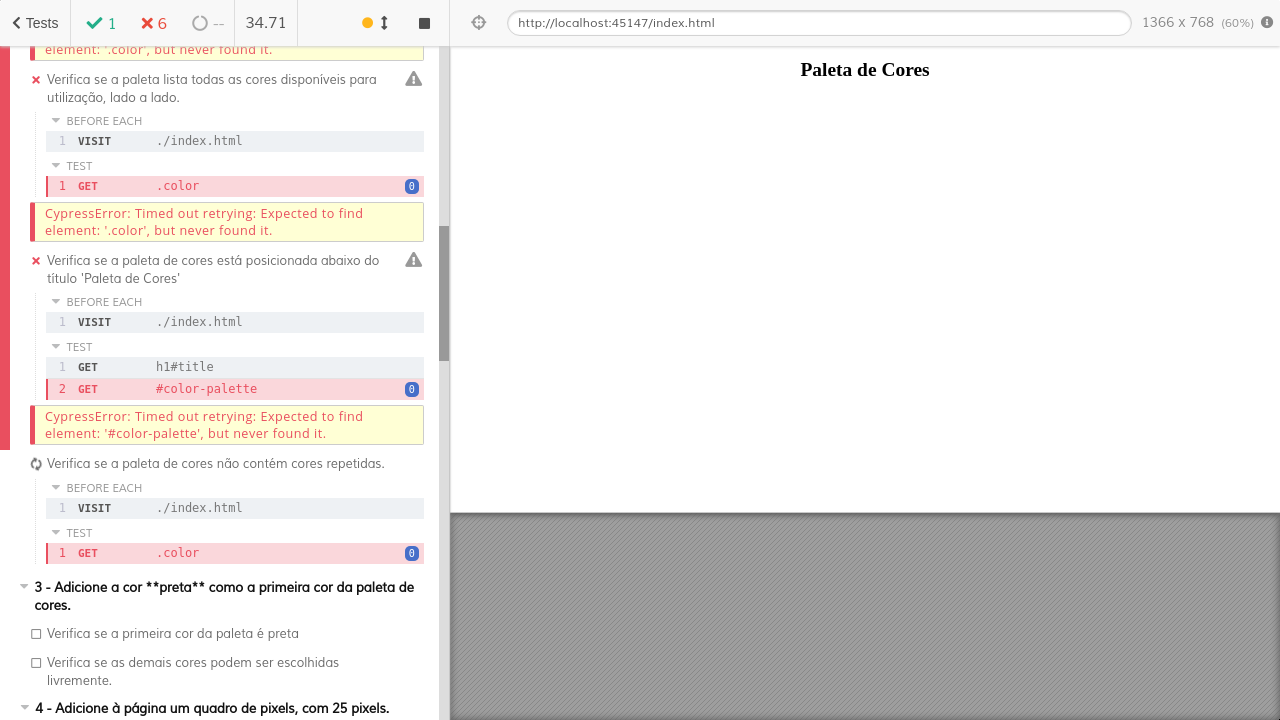 Tests
1
6
--
34.71
http://localhost:45147/index.html
1366 x 768 (60%)
element: '.color', but never found it.
Verifica se a paleta lista todas as cores disponíveis para
utilização, lado a lado.
BEFORE EACH
1 VISIT ./index.html
TEST
1 GET .color 0
CypressError: Timed out retrying: Expected to find
element: '.color', but never found it.
Verifica se a paleta de cores está posicionada abaixo do
título 'Paleta de Cores'
BEFORE EACH
1 VISIT ./index.html
TEST
1 GET h1#title
2 GET #color-palette 0
CypressError: Timed out retrying: Expected to find
element: '#color-palette', but never found it.
Verifica se a paleta de cores não contém cores repetidas.
BEFORE EACH
1 VISIT ./index.html
TEST
1 GET .color 0
3 - Adicione a cor **preta** como a primeira cor da paleta de
cores.
Verifica se a primeira cor da paleta é preta
Verifica se as demais cores podem ser escolhidas
livremente.
4 - Adicione à página um quadro de pixels, com 25 pixels.
Paleta de Cores